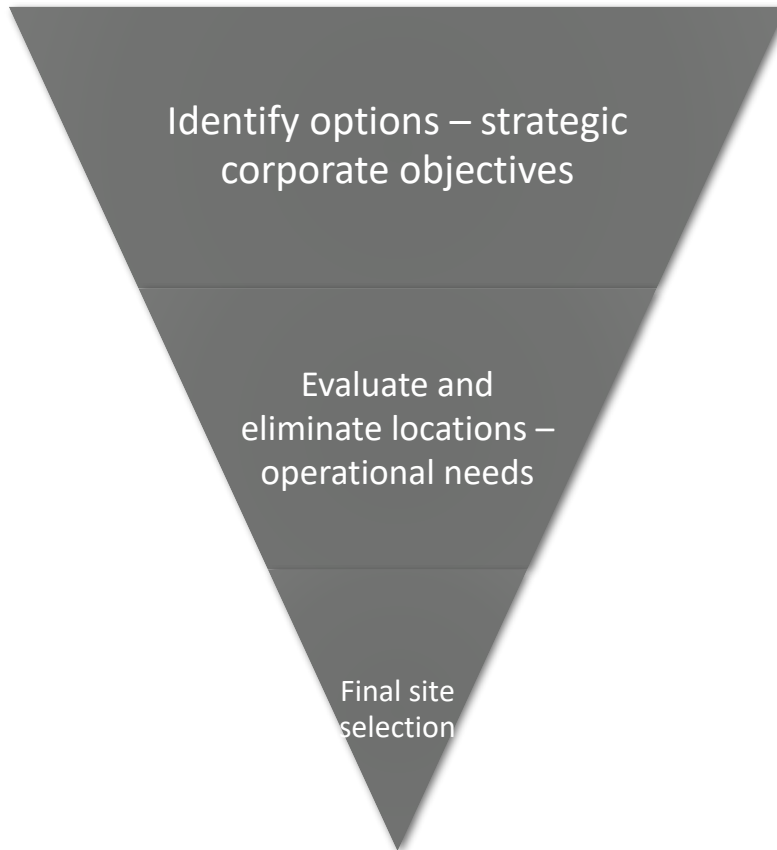 Identify options – strategic
corporate objectives
Evaluate and
eliminate locations –
operational needs
Final site
selection